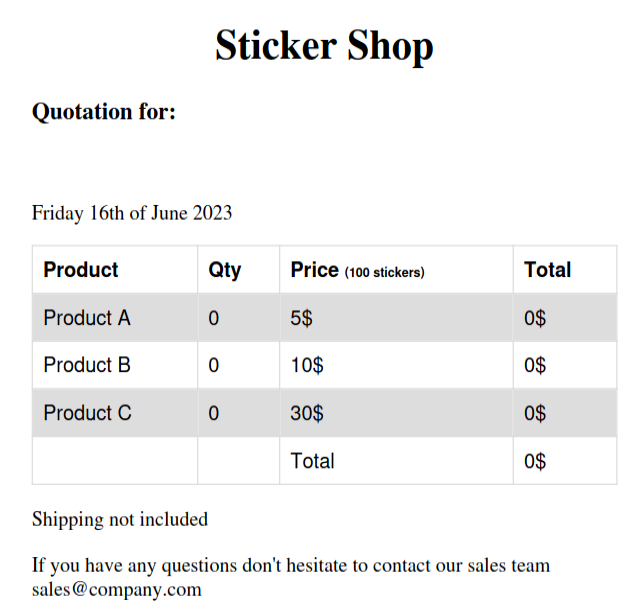 Sticker Shop
Quotation for:
Friday 16th of June 2023
Product Qty Price (100 stickers) Total
Product A 0 5$ 0$
Product B 0 10$ 0$
Product C 0 30$ 0$
Total 0$
Shipping not included
If you have any questions don't hesitate to contact our sales team
sales@company.com